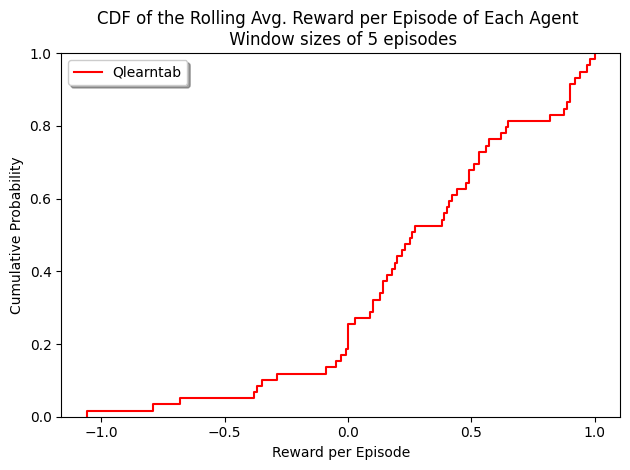 CDF of the Rolling Avg. Reward per Episode of Each Agent
Window sizes of 5 episodes
Qlearntab
1.0
0.8
0.6
0.4
0.2
0.0
Cumulative Probability
−1.0 −0.5 0.0 0.5 1.0
Reward per Episode